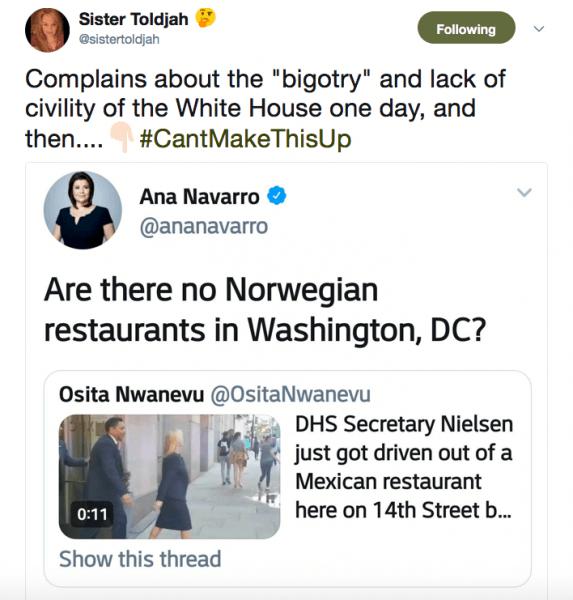 Sister Toldjah 🤔
@sistertoldjah
Following
Complains about the "bigotry" and lack of
civility of the White House one day, and
then.... 👇🏻 #CantMakeThisUp
Ana Navarro
@ananavarro
Are there no Norwegian
restaurants in Washington, DC?
Osita Nwanevu @OsitaNwanevu
DHS Secretary Nielsen
just got driven out of a
Mexican restaurant
here on 14th Street b...
0:11
Show this thread